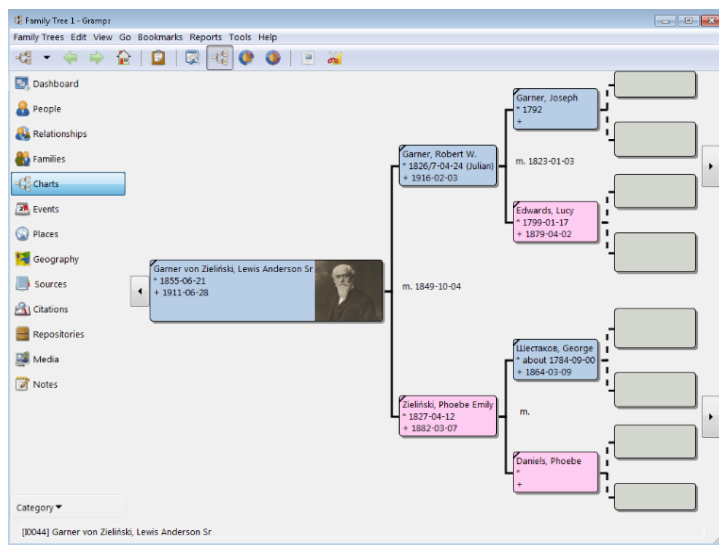 Family Tree 1 - Gramps
Family Trees Edit View Go Bookmarks Reports Tools Help
Dashboard
People
Relationships
Families
Charts
Events
Places
Geography
Sources
Citations
Repositories
Media
Notes
Category
Garner von Zieliński, Lewis Anderson Sr
* 1855-06-21
+ 1911-06-28
Garner, Robert W.
* 1826/7-04-24 (Julian)
+ 1916-02-03
m. 1849-10-04
Zieliński, Phoebe Emily
* 1827-04-12
+ 1882-03-07
Garner, Joseph
* 1792
+
m. 1823-01-03
Edwards, Lucy
* 1799-01-17
+ 1879-04-02
Шестаков, George
* about 1784-09-00
+ 1864-03-09
m.
Daniels, Phoebe
*
+
[I0044] Garner von Zieliński, Lewis Anderson Sr